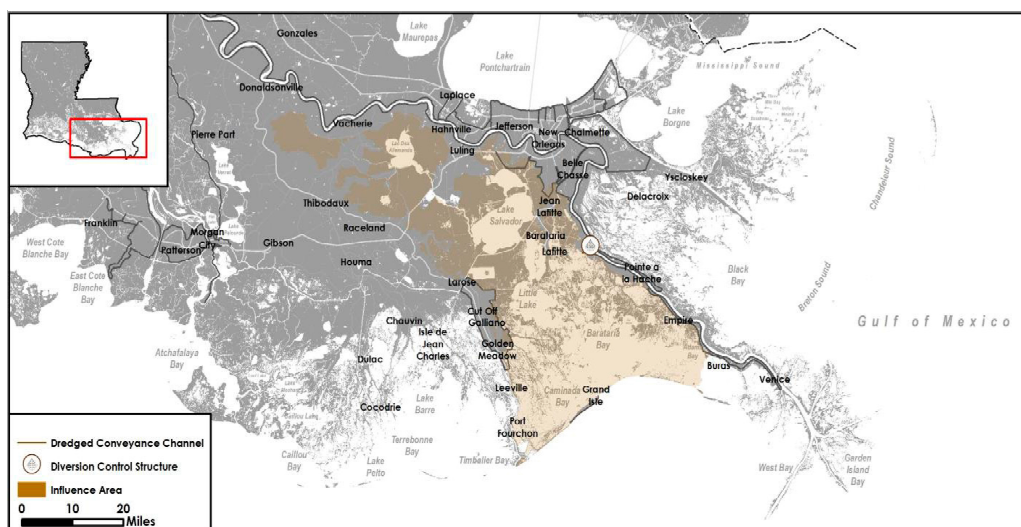 Gonzales
Lake
Maurepas
Lake
Pontchartrain
Mississippi Sound
Donaldsonville
Laplace
Lake
Borgne
Pierre Part
Vacherie
Hahnville
Jefferson
New
Orleans
Chalmette
Luling
Belle
Chasse
Yscloskey
Chandeleur Sound
Delacroix
Thibodaux
Jean
Lafitte
Lake
Salvador
Franklin
Raceland
Barataria
Lafitte
West Cote
Blanche Bay
Patterson
Morgan
City
Gibson
Houma
Pointe a
la Hache
Black
Bay
Breton Sound
East Cote
Blanche
Bay
Larose
Little
Lake
Gulf of Mexico
Cut Off
Galliano
Empire
Chauvin
Isle de
Jean
Charles
Barataria
Bay
Golden
Meadow
Atchafalaya
Bay
Dulac
Buras
Venice
Leeville
Caminada
Bay
Grand
Isle
Cocodrie
Lake
Barre
Port
Fourchon
Caillou
Bay
Lake
Pelto
Terrebonne
Bay
Timbalier Bay
West Bay
Garden
Island
Bay
Dredged Conveyance Channel
Diversion Control Structure
Influence Area
0 10 20
Miles